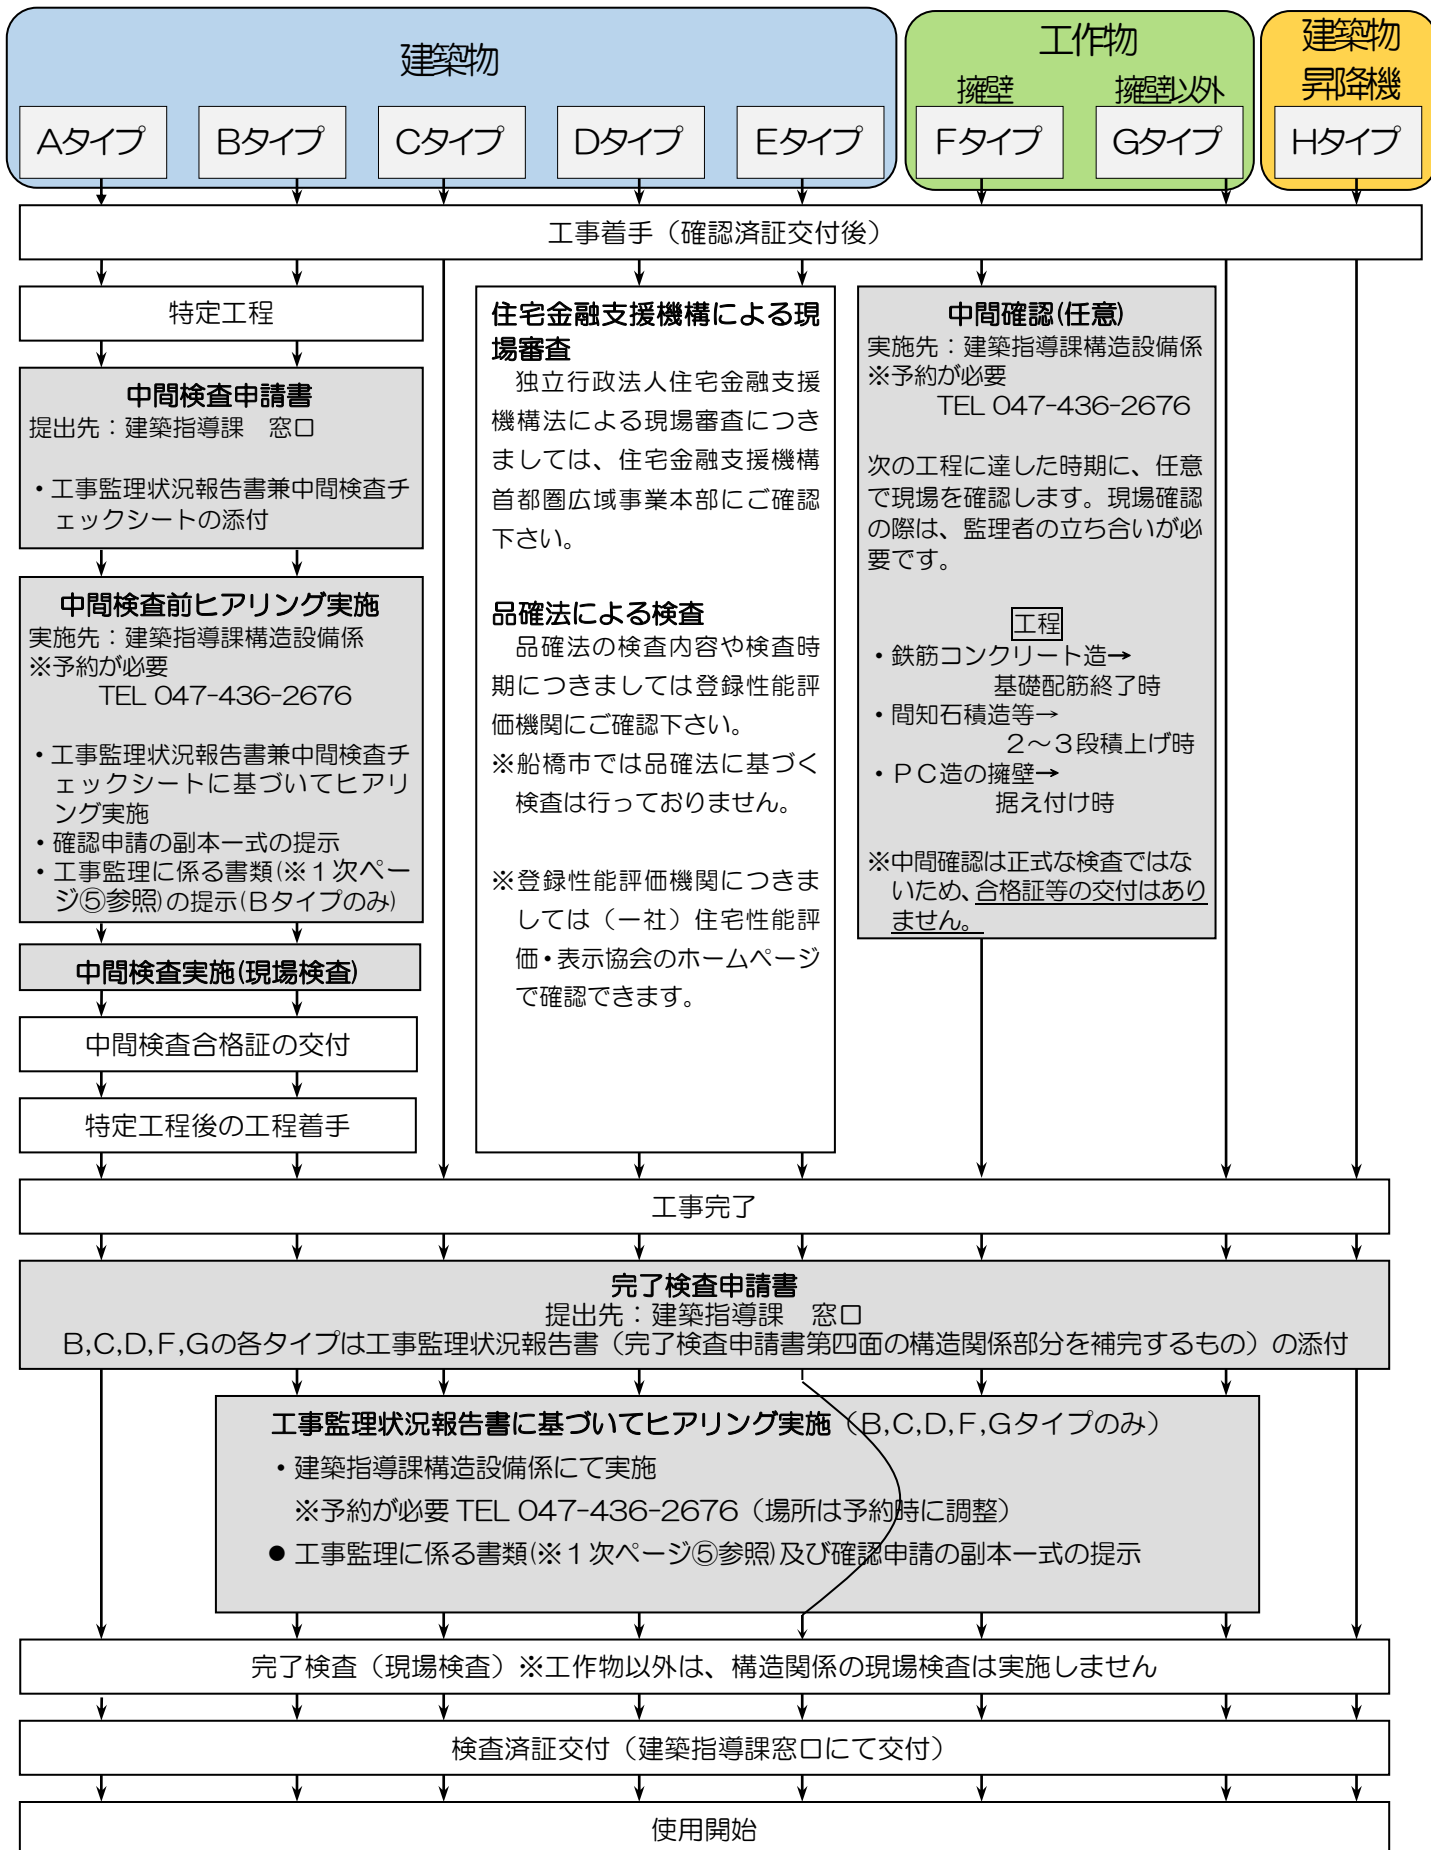 建築物
工作物
建築物
昇降機
擁壁
擁壁以外
Aタイプ
Bタイプ
Cタイプ
Dタイプ
Eタイプ
Fタイプ
Gタイプ
Hタイプ
工事着手（確認済証交付後）
特定工程
中間検査申請書
提出先：建築指導課　窓口
・工事監理状況報告書兼中間検査チ
ェックシートの添付
中間検査前ヒアリング実施
実施先：建築指導課構造設備係
※予約が必要
TEL 047-436-2676
・工事監理状況報告書兼中間検査チ
ェックシートに基づいてヒアリ
ング実施
・確認申請の副本一式の提示
・工事監理に係る書類(※１次ペー
ジ⑤参照)の提示(Bタイプのみ)
中間検査実施(現場検査)
中間検査合格証の交付
特定工程後の工程着手
住宅金融支援機構による現
場審査
独立行政法人住宅金融支援
機構法による現場審査につき
ましては、住宅金融支援機構
首都圏広域事業本部にご確認
下さい。
品確法による検査
品確法の検査内容や検査時
期につきましては登録性能評
価機関にご確認下さい。
※船橋市では品確法に基づく
検査は行っておりません。
※登録性能評価機関につきま
しては（一社）住宅性能評
価・表示協会のホームページ
で確認できます。
中間確認(任意)
実施先：建築指導課構造設備係
※予約が必要
TEL 047-436-2676
次の工程に達した時期に、任意
で現場を確認します。現場確認
の際は、監理者の立ち合いが必
要です。
工程
・鉄筋コンクリート造→
基礎配筋終了時
・間知石積造等→
２～３段積上げ時
・ＰＣ造の擁壁→
据え付け時
※中間確認は正式な検査ではな
いため、合格証等の交付はあり
ません。
工事完了
完了検査申請書
提出先：建築指導課　窓口
B,C,D,F,Gの各タイプは工事監理状況報告書（完了検査申請書第四面の構造関係部分を補完するもの）の添付
工事監理状況報告書に基づいてヒアリング実施（B,C,D,F,Gタイプのみ）
・建築指導課構造設備係にて実施
※予約が必要 TEL 047-436-2676（場所は予約時に調整）
● 工事監理に係る書類(※１次ページ⑤参照)及び確認申請の副本一式の提示
完了検査（現場検査）※工作物以外は、構造関係の現場検査は実施しません
検査済証交付（建築指導課窓口にて交付）
使用開始